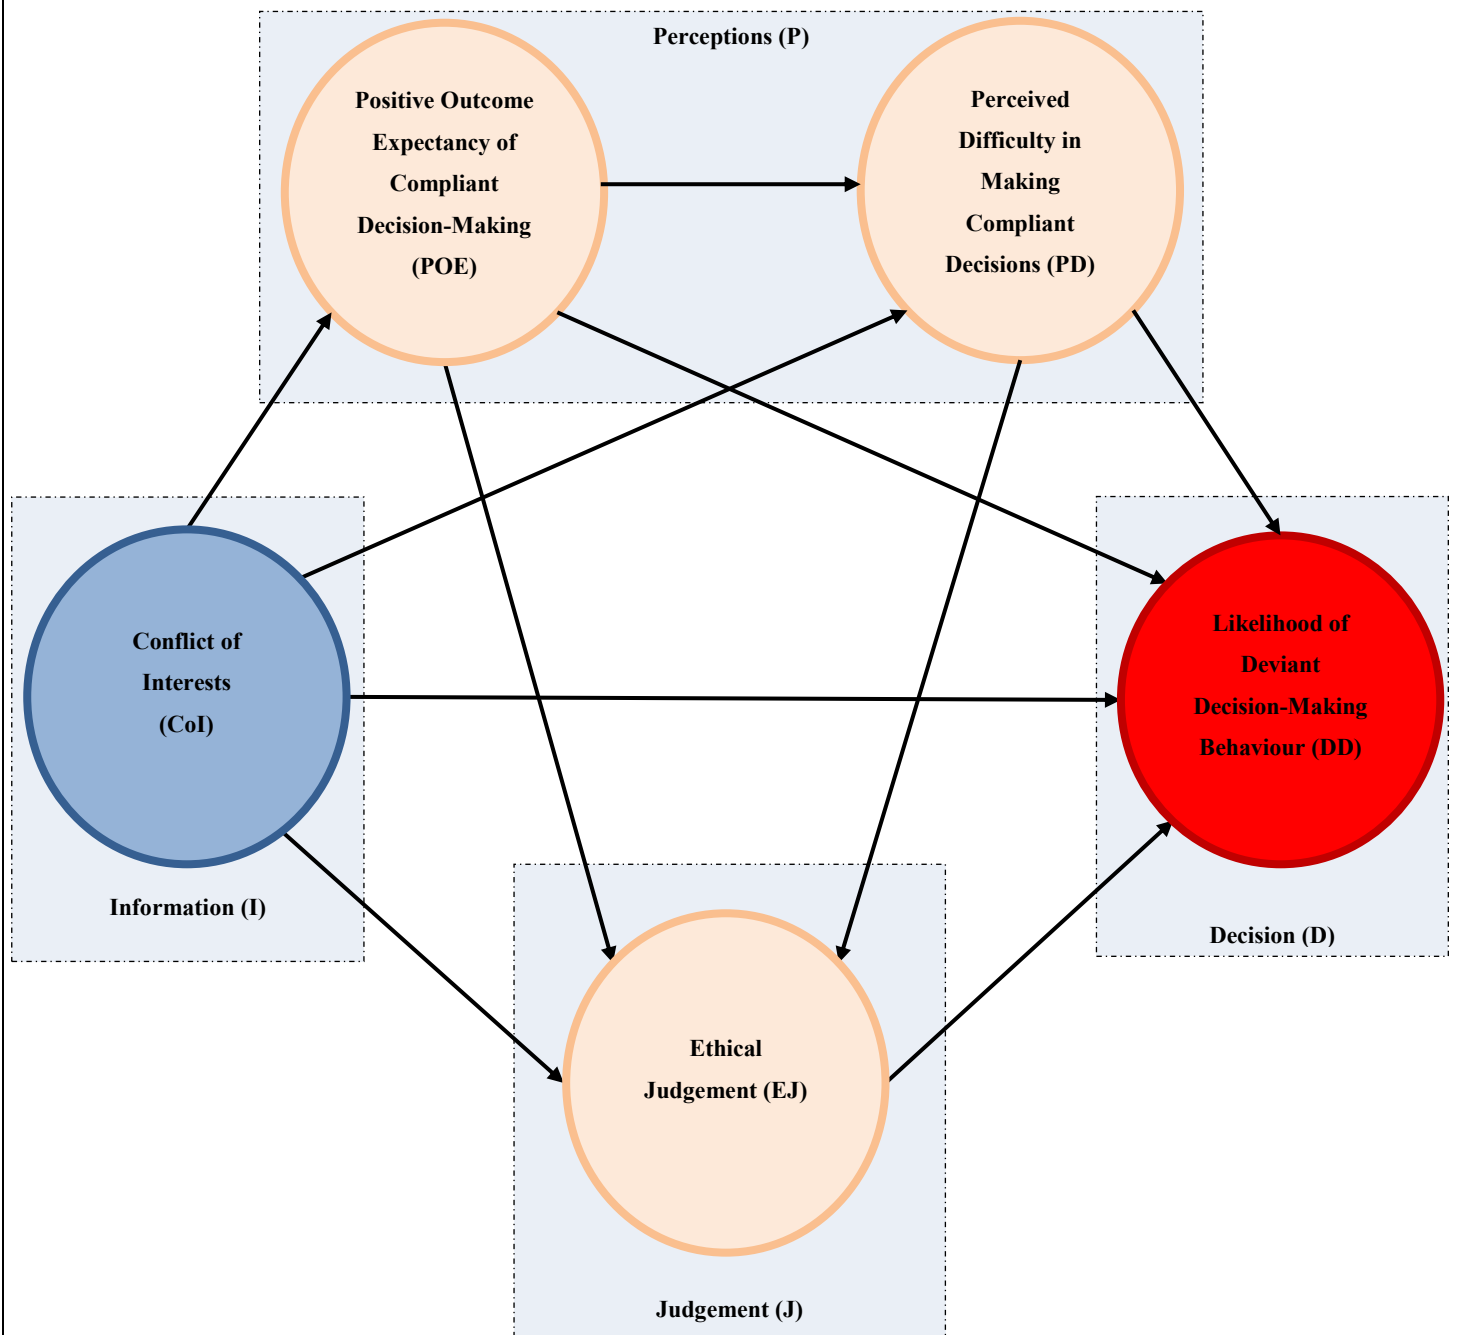 Perceptions (P)
Positive Outcome
Expectancy of
Compliant
Decision-Making
(POE)
Perceived
Difficulty in
Making
Compliant
Decisions (PD)
Conflict of
Interests
(CoI)
Information (I)
Likelihood of
Deviant
Decision-Making
Behaviour (DD)
Decision (D)
Ethical
Judgement (EJ)
Judgement (J)